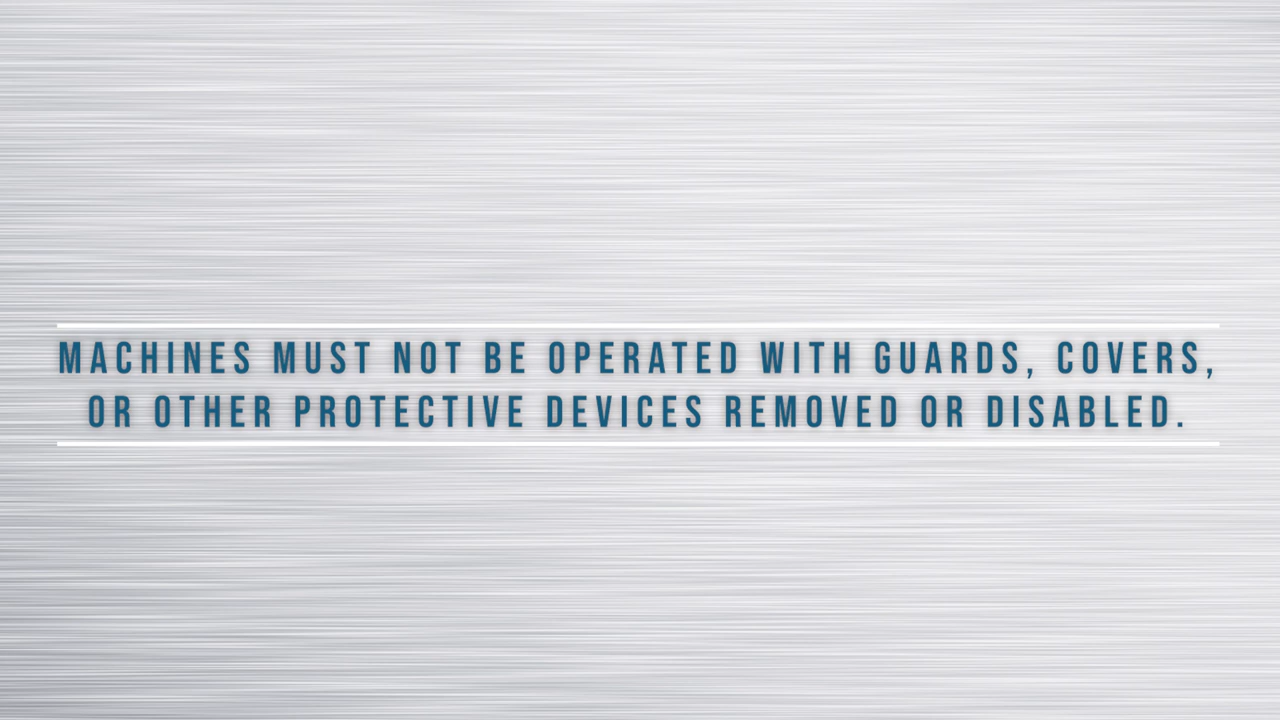 MACHINES MUST NOT BE OPERATED WITH GUARDS, COVERS,
OR OTHER PROTECTIVE DEVICES REMOVED OR DISABLED.